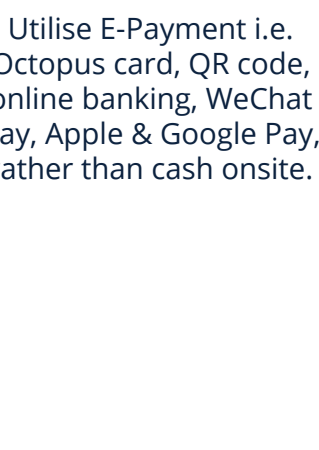 Utilise E-Payment i.e.
Octopus card, QR code,
online banking, WeChat
ay, Apple & Google Pay,
ather than cash onsite.